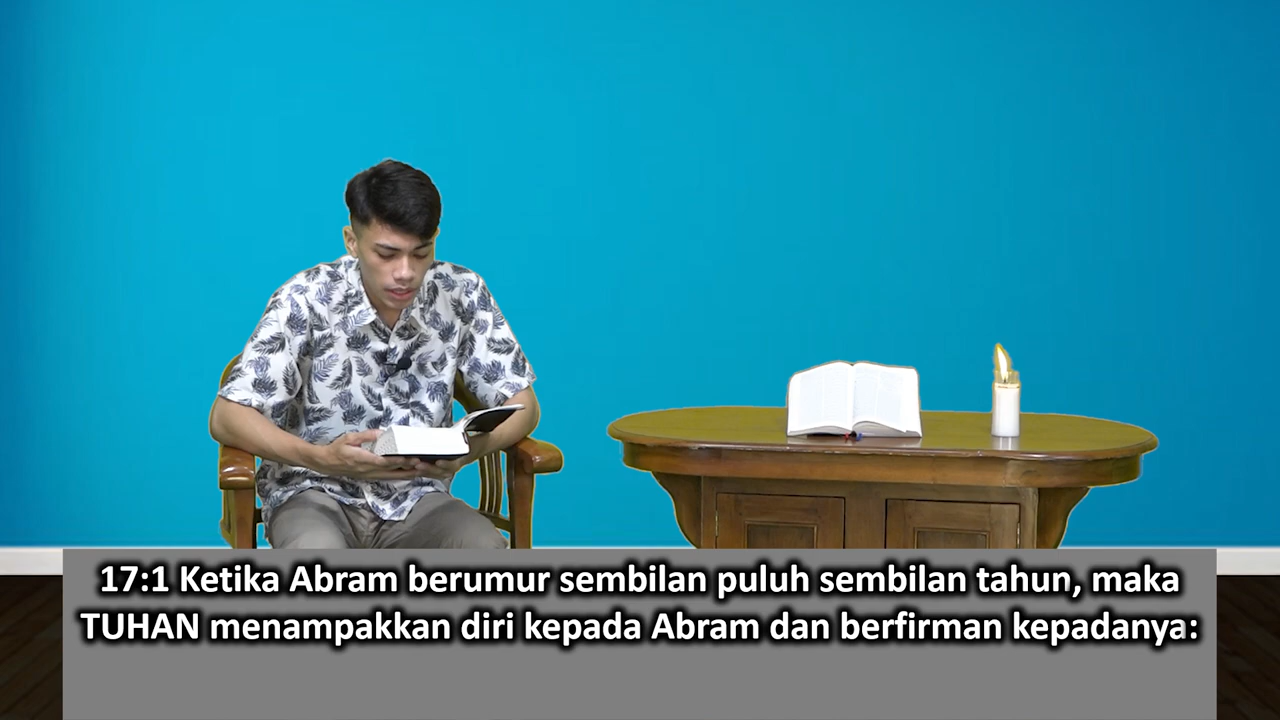 17:1 Ketika Abram berumur sembilan puluh sembilan tahun, maka
TUHAN menampakkan diri kepada Abram dan berfirman kepadanya: